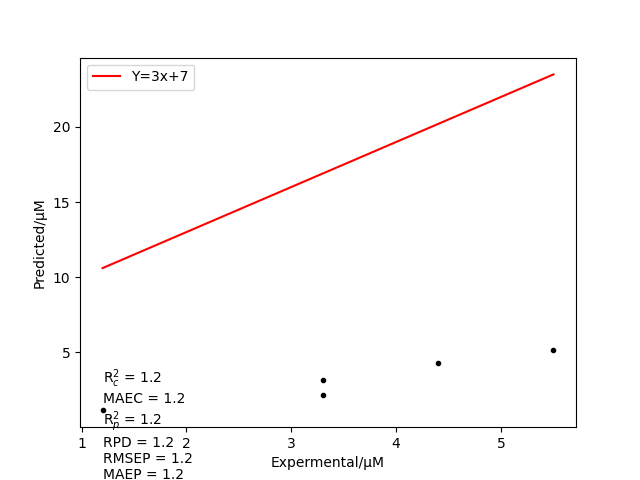 Y=3x+7
20
15
10
5
Predicted/μM
R²c = 1.2
MAEC = 1.2
R²p = 1.2
RPD = 1.2
RMSEP = 1.2
MAEP = 1.2
1 2 3 4 5
Expermental/μM